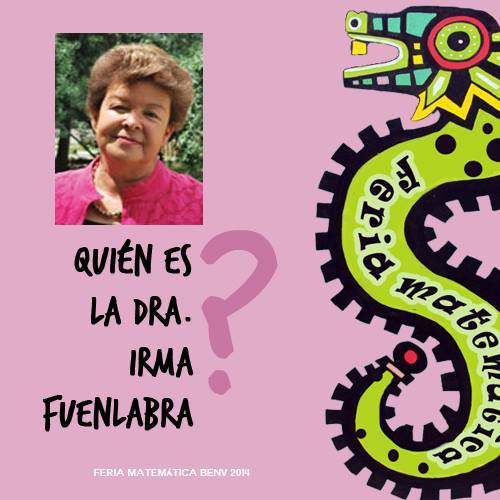 QUIÉN ES
LA DRA.
IRMA
FUENLABRA
?
Feria matemática
FERIA MATEMÁTICA BENV 2014